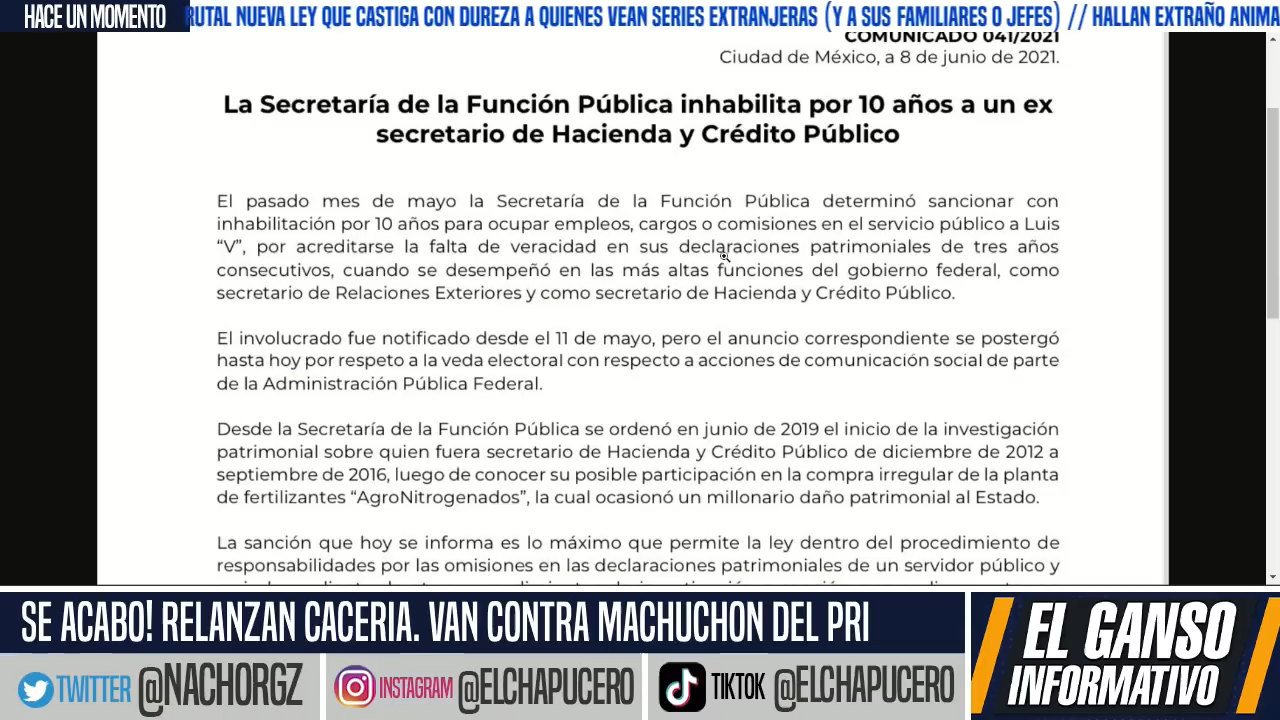 HACE UN MOMENTO
RUTAL NUEVA LEY QUE CASTIGA CON DUREZA A QUIENES VEAN SERIES EXTRANJERAS (Y A SUS FAMILIARES O JEFES) // HALLAN EXTRAÑO ANIMA
COMUNICADO 041/2021
Ciudad de México, a 8 de junio de 2021.
La Secretaría de la Función Pública inhabilita por 10 años a un ex
secretario de Hacienda y Crédito Público
El pasado mes de mayo la Secretaría de la Función Pública determinó sancionar con
inhabilitación por 10 años para ocupar empleos, cargos o comisiones en el servicio público a Luis
“V”, por acreditarse la falta de veracidad en sus declaraciones patrimoniales de tres años
consecutivos, cuando se desempeñó en las más altas funciones del gobierno federal, como
secretario de Relaciones Exteriores y como secretario de Hacienda y Crédito Público.
El involucrado fue notificado desde el 11 de mayo, pero el anuncio correspondiente se postergó
hasta hoy por respeto a la veda electoral con respecto a acciones de comunicación social de parte
de la Administración Pública Federal.
Desde la Secretaría de la Función Pública se ordenó en junio de 2019 el inicio de la investigación
patrimonial sobre quien fuera secretario de Hacienda y Crédito Público de diciembre de 2012 a
septiembre de 2016, luego de conocer su posible participación en la compra irregular de la planta
de fertilizantes “AgroNitrogenados”, la cual ocasionó un millonario daño patrimonial al Estado.
La sanción que hoy se informa es lo máximo que permite la ley dentro del procedimiento de
responsabilidades por las omisiones en las declaraciones patrimoniales de un servidor público y
SE ACABO! RELANZAN CACERIA. VAN CONTRA MACHUCHON DEL PRI
TWITTER @NACHORGZ
INSTAGRAM @ELCHAPUCERO
TIKTOK @ELCHAPUCERO
EL GANSO
INFORMATIVO